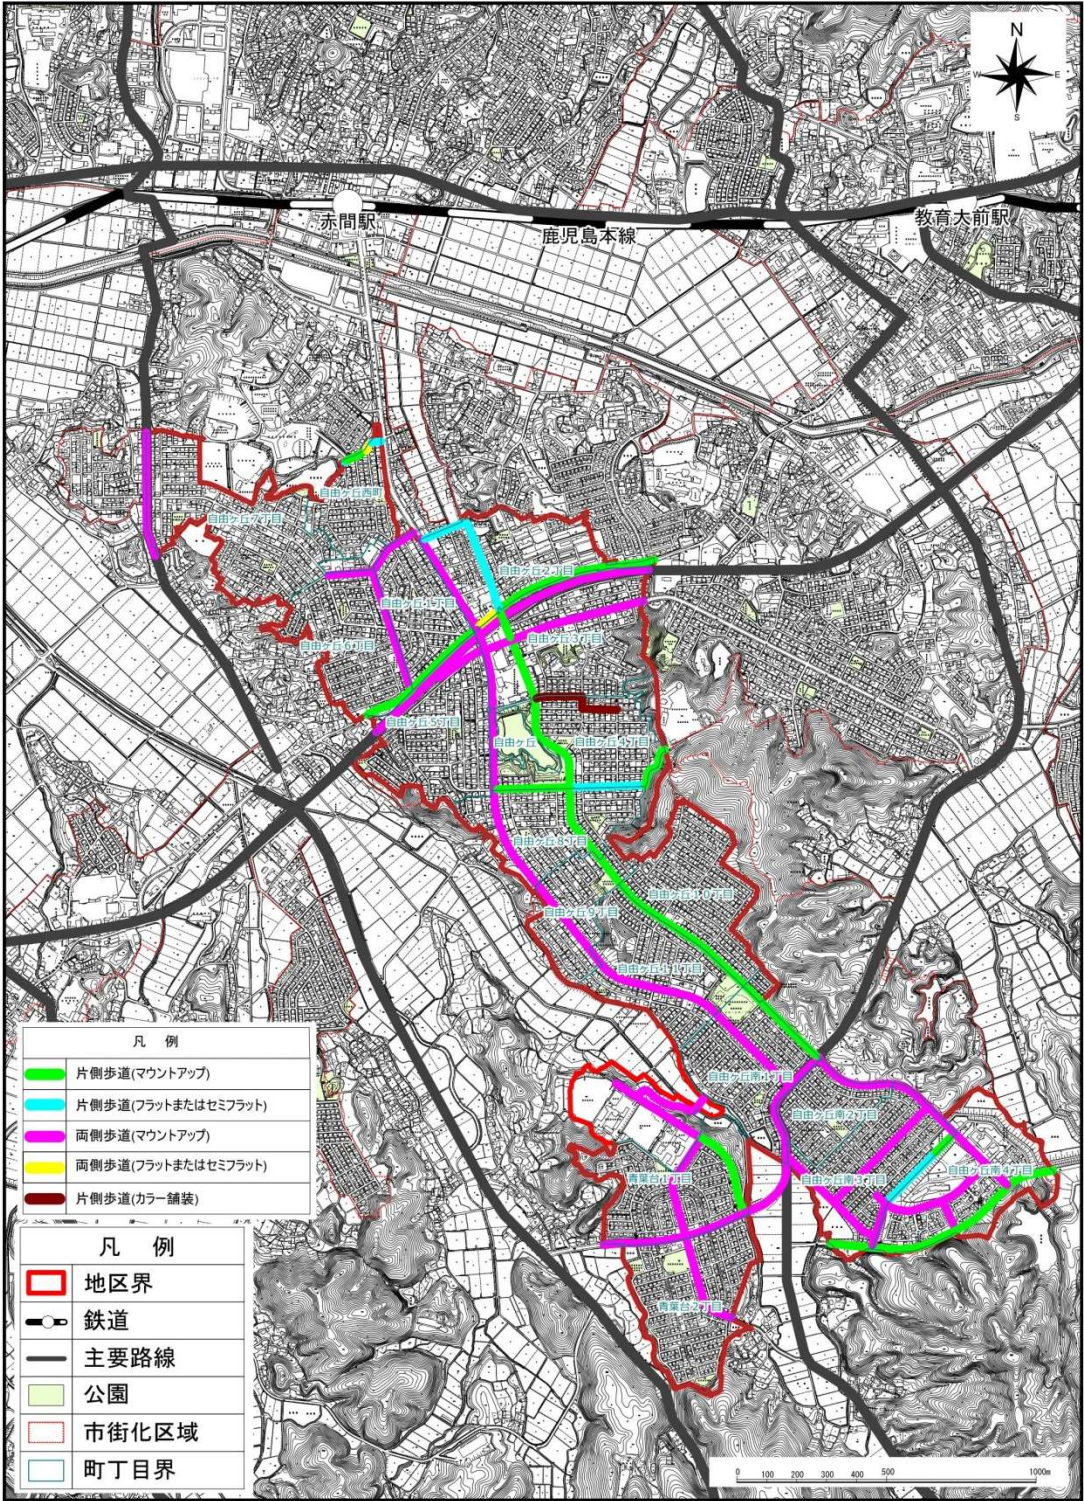 N
W
E
S
赤間駅
鹿児島本線
教育大前駅
自由ヶ丘西町
自由ヶ丘7丁目
自由ヶ丘2丁目
自由ヶ丘1丁目
自由ヶ丘3丁目
自由ヶ丘6丁目
自由ヶ丘5丁目
自由ヶ丘
自由ヶ丘4丁目
自由ヶ丘8丁目
自由ヶ丘10丁目
自由ヶ丘9丁目
自由ヶ丘11丁目
自由ヶ丘南1丁目
自由ヶ丘南2丁目
自由ヶ丘南3丁目
自由ヶ丘南4丁目
青葉台1丁目
青葉台2丁目
凡 例
片側歩道(マウントアップ)
片側歩道(フラットまたはセミフラット)
両側歩道(マウントアップ)
両側歩道(フラットまたはセミフラット)
片側歩道(カラー舗装)
凡 例
地区界
鉄道
主要路線
公園
市街化区域
町丁目界
0 100 200 300 400 500 1000m